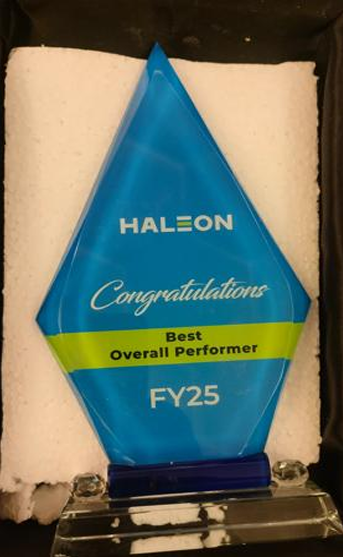 HALEON
Congratulations
Best
Overall Performer
FY25